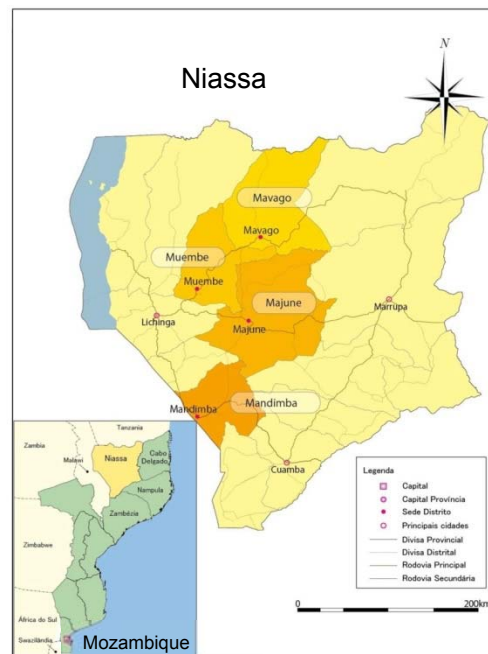 N
Niassa
Mavago
Mavago
Muembe
Muembe
Majune
Majune
Marrupa
Lichinga
Mandimba
Mandimba
Cuamba
Tanzania
Zambia
Malawi
Niassa
Cabo
Delgado
Nampula
Zambézia
Zimbabwe
África do Sul
Swazilândia
Mozambique
Legenda
Capital
Capital Província
Sede Distrito
Principais cidades
Divisa Provincial
Divisa Distrital
Rodovia Principal
Rodovia Secundária
0
200km